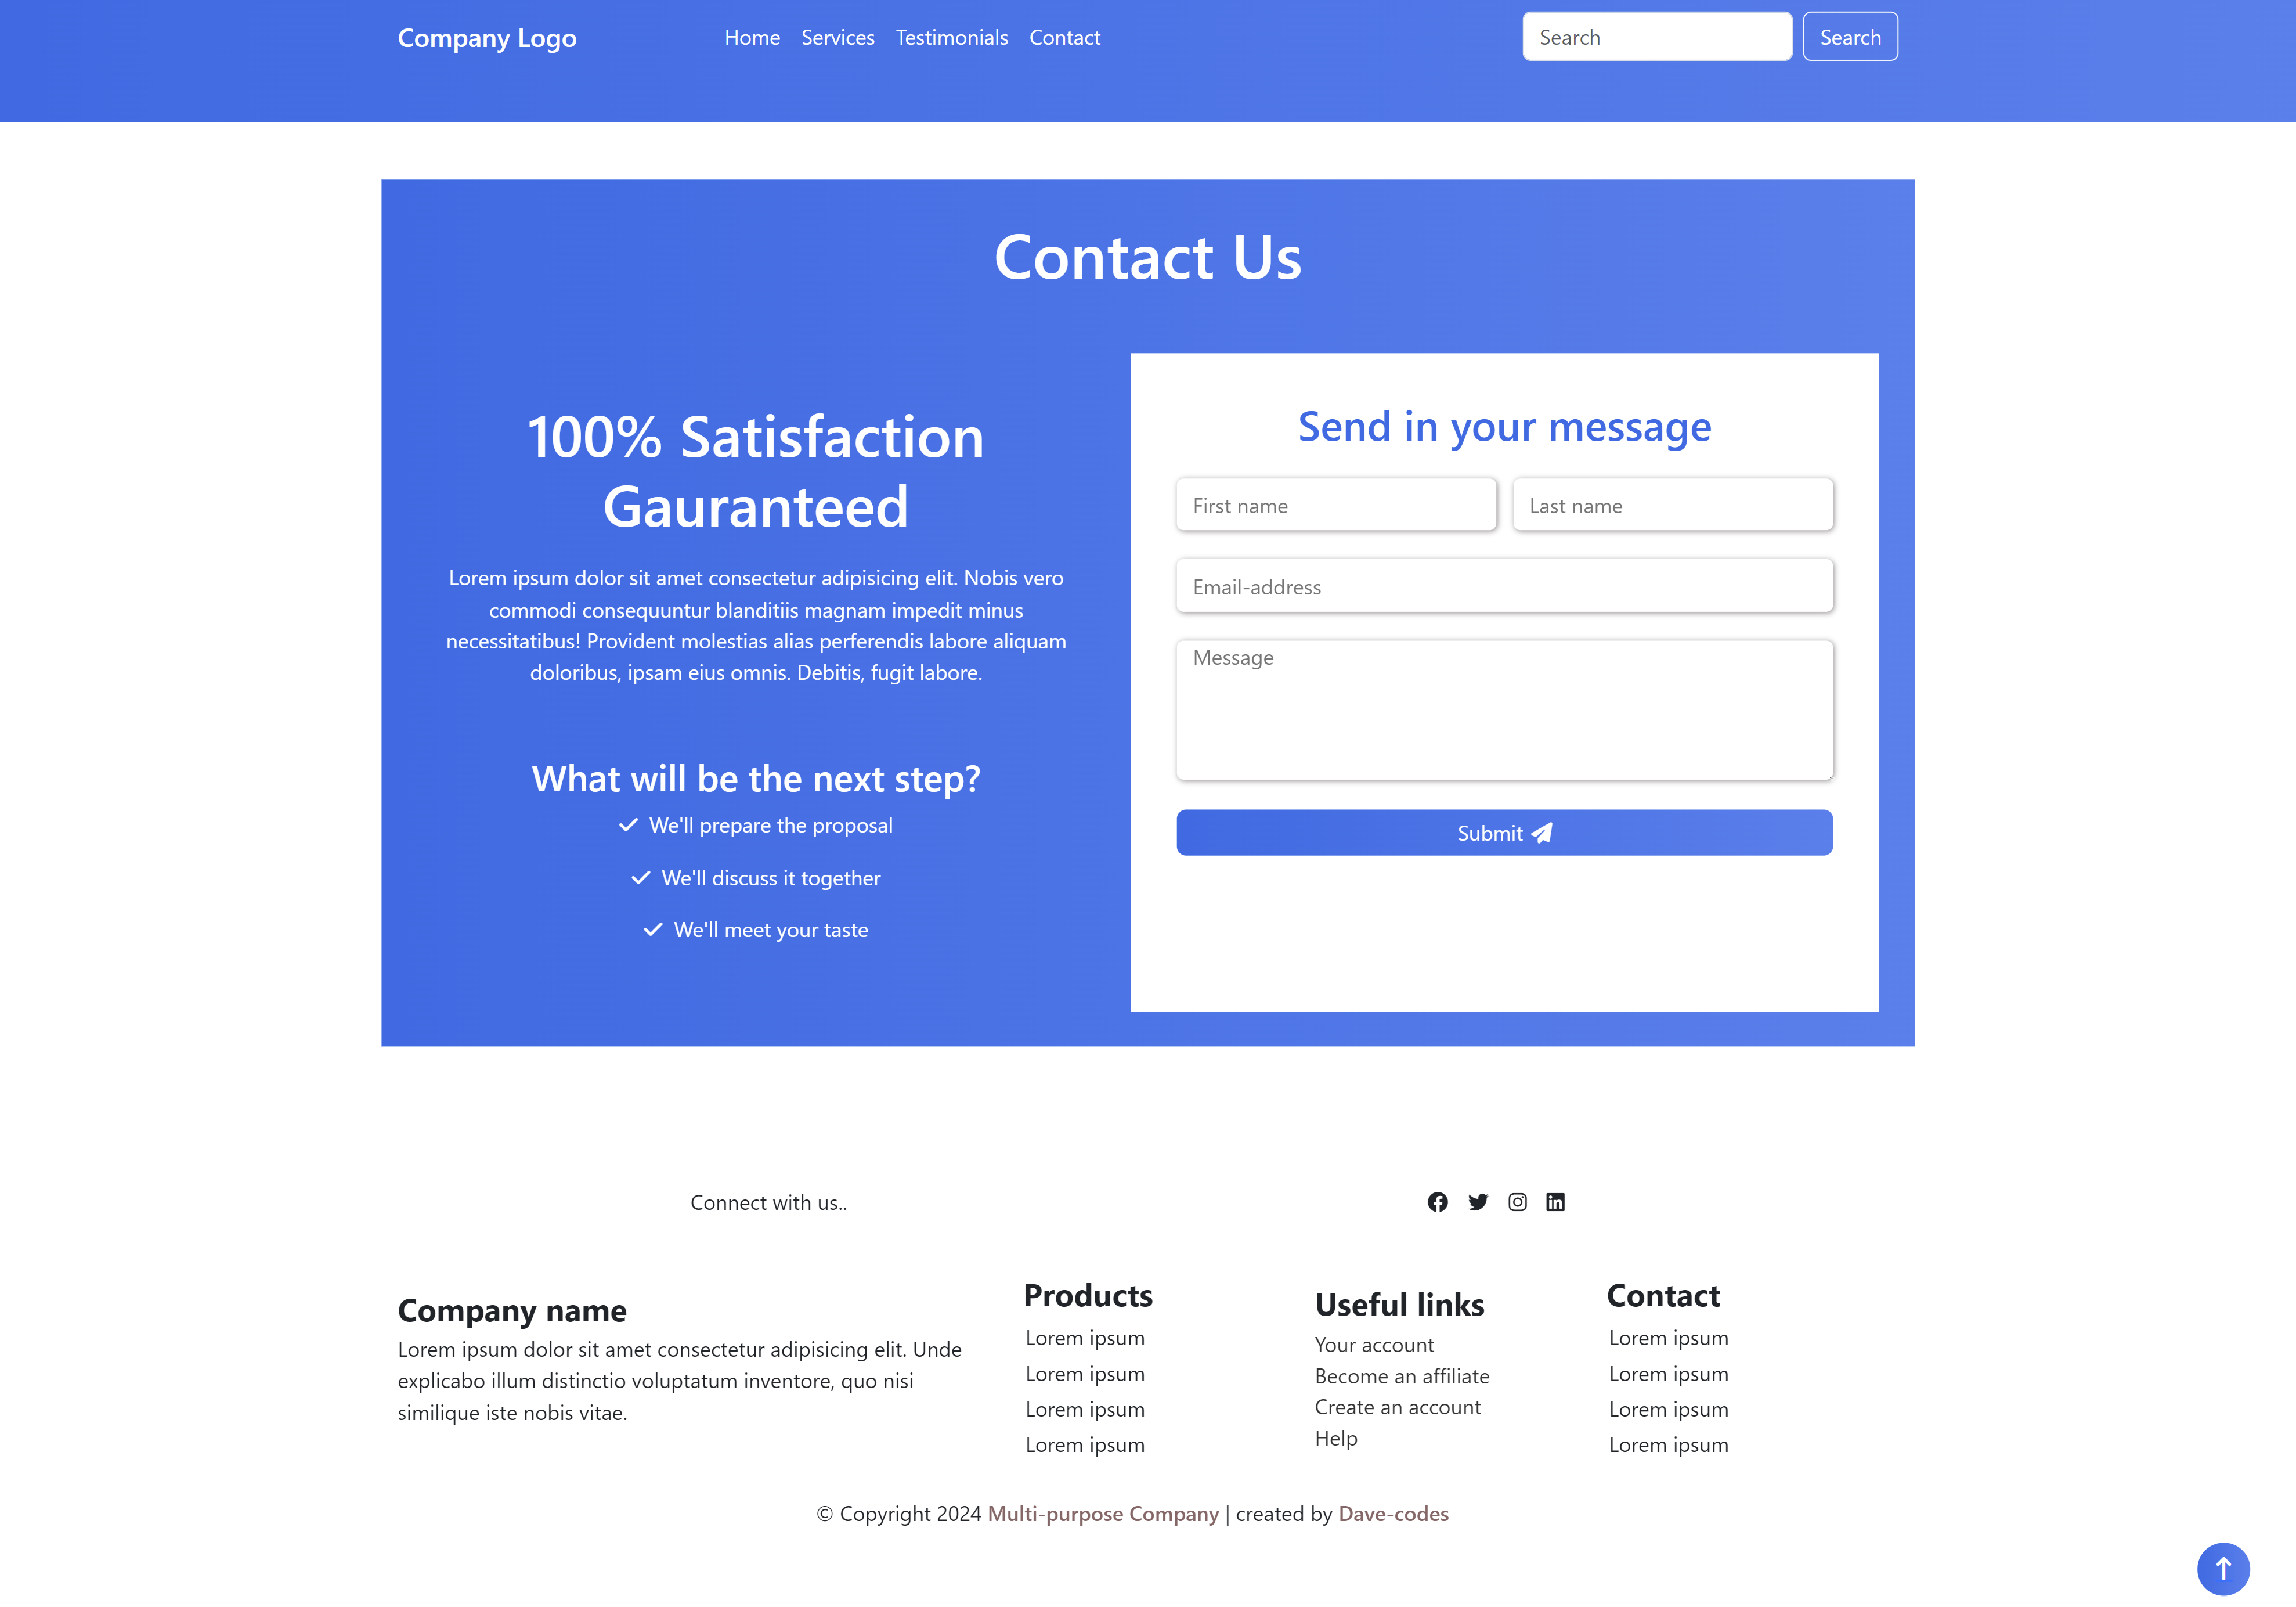 Company Logo
Home Services Testimonials Contact
Search
Search
Contact Us
100% Satisfaction
Gauranteed
Lorem ipsum dolor sit amet consectetur adipisicing elit. Nobis vero
commodi consequuntur blanditiis magnam impedit minus
necessitatibus! Provident molestias alias perferendis labore aliquam
doloribus, ipsam eius omnis. Debitis, fugit labore.
What will be the next step?
We'll prepare the proposal
We'll discuss it together
We'll meet your taste
Send in your message
First name
Last name
Email-address
Message
Submit
Connect with us..
Company name
Lorem ipsum dolor sit amet consectetur adipisicing elit. Unde
explicabo illum distinctio voluptatum inventore, quo nisi
similique iste nobis vitae.
Products
Lorem ipsum
Lorem ipsum
Lorem ipsum
Lorem ipsum
Useful links
Your account
Become an affiliate
Create an account
Help
Contact
Lorem ipsum
Lorem ipsum
Lorem ipsum
Lorem ipsum
© Copyright 2024 Multi-purpose Company | created by Dave-codes